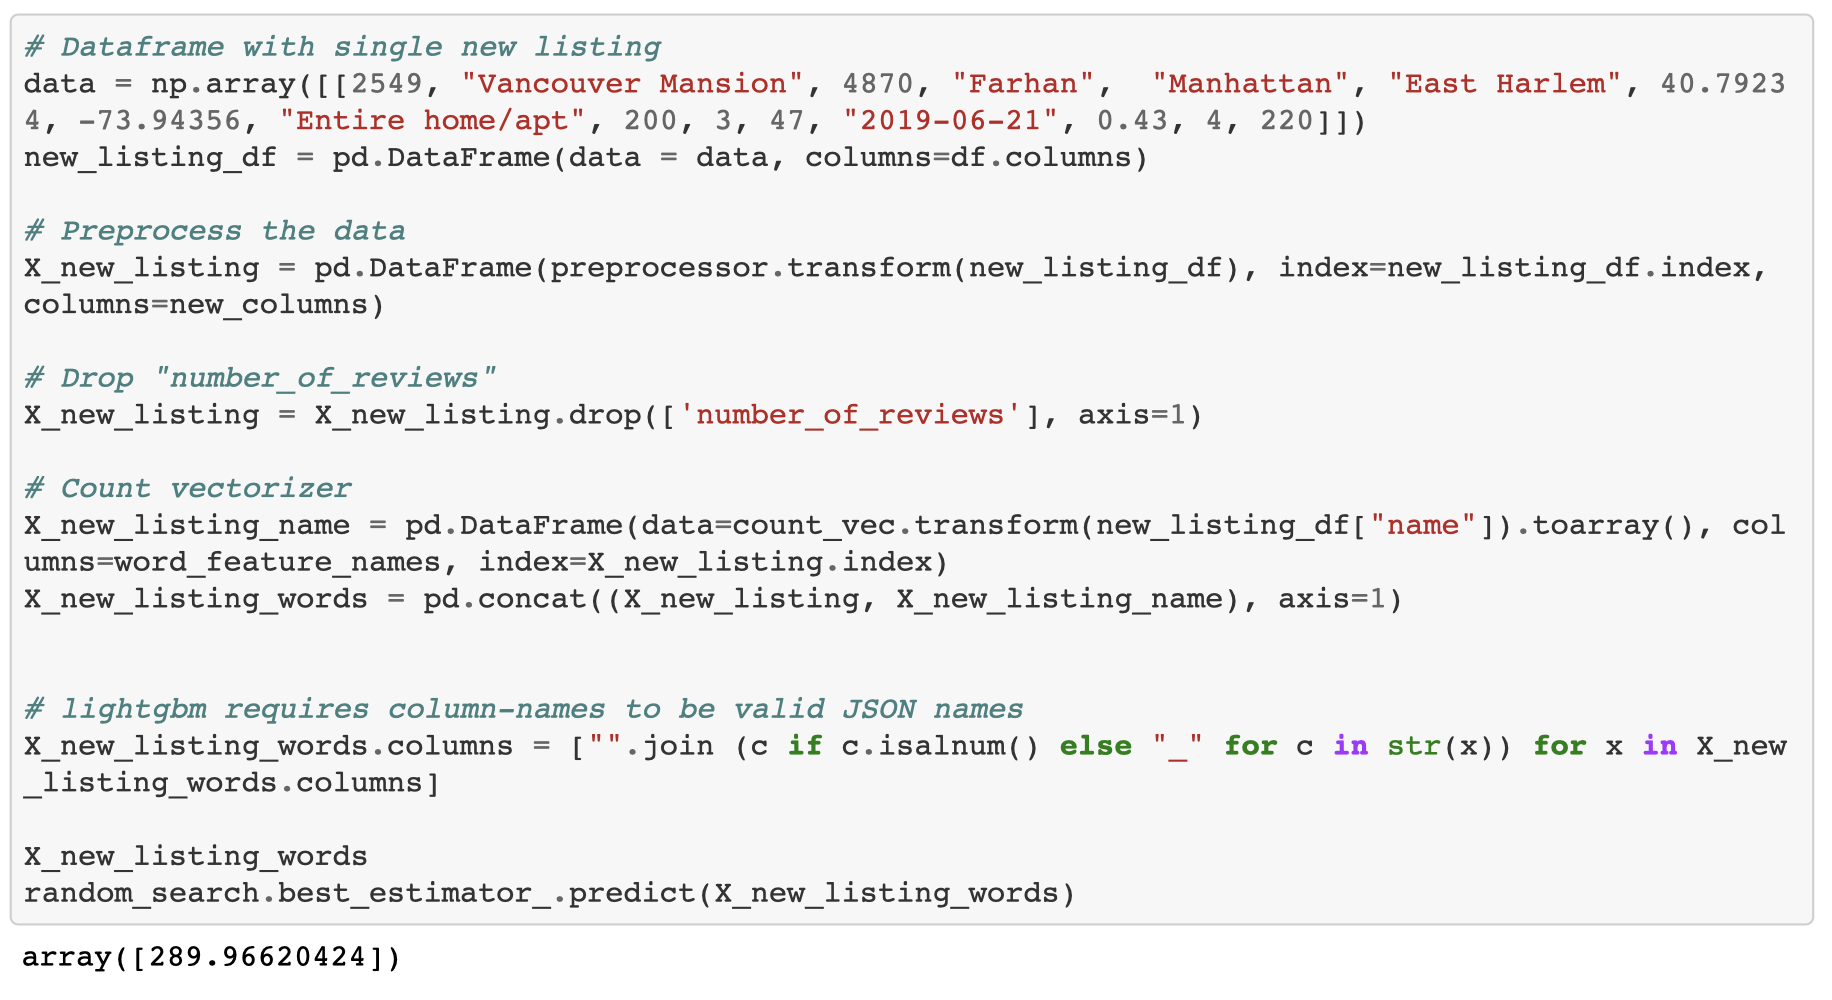 # Dataframe with single new listing
data = np.array([[2549, "Vancouver Mansion", 4870, "Farhan",  "Manhattan", "East Harlem", 40.7923
4, -73.94356, "Entire home/apt", 200, 3, 47, "2019-06-21", 0.43, 4, 220]])
new_listing_df = pd.DataFrame(data = data, columns=df.columns)

# Preprocess the data
X_new_listing = pd.DataFrame(preprocessor.transform(new_listing_df), index=new_listing_df.index,
columns=new_columns)

# Drop "number_of_reviews"
X_new_listing = X_new_listing.drop(['number_of_reviews'], axis=1)

# Count vectorizer
X_new_listing_name = pd.DataFrame(data=count_vec.transform(new_listing_df["name"]).toarray(), col
umns=word_feature_names, index=X_new_listing.index)
X_new_listing_words = pd.concat((X_new_listing, X_new_listing_name), axis=1)

# lightgbm requires column-names to be valid JSON names
X_new_listing_words.columns = ["".join (c if c.isalnum() else "_" for c in str(x)) for x in X_new
_listing_words.columns]

X_new_listing_words
random_search.best_estimator_.predict(X_new_listing_words)
array([289.96620424])